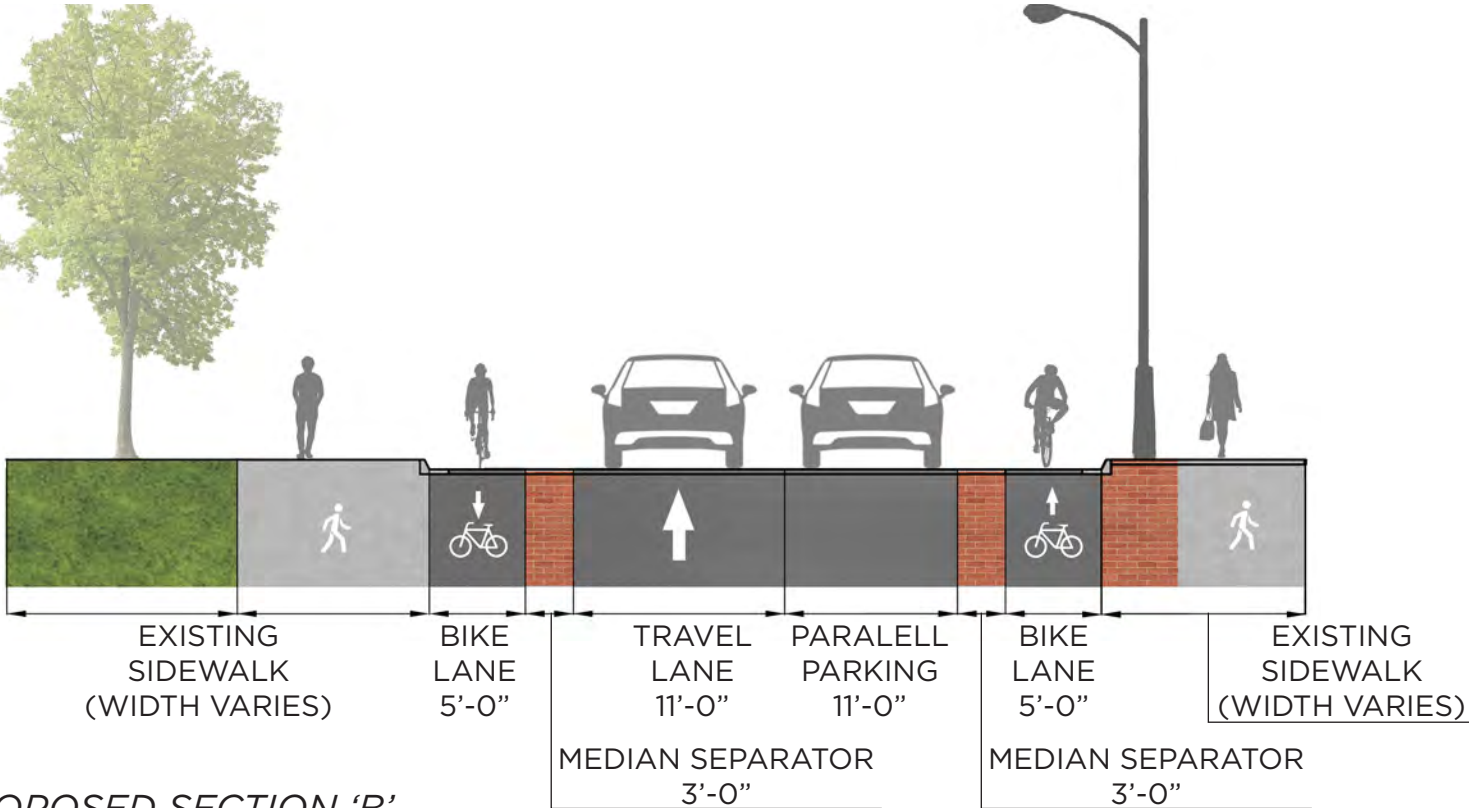 EXISTING
SIDEWALK
(WIDTH VARIES)
BIKE
LANE
5’-0”
MEDIAN SEPARATOR
3’-0”
TRAVEL
LANE
11’-0”
PARALELL
PARKING
11’-0”
MEDIAN SEPARATOR
3’-0”
BIKE
LANE
5’-0”
EXISTING
SIDEWALK
(WIDTH VARIES)